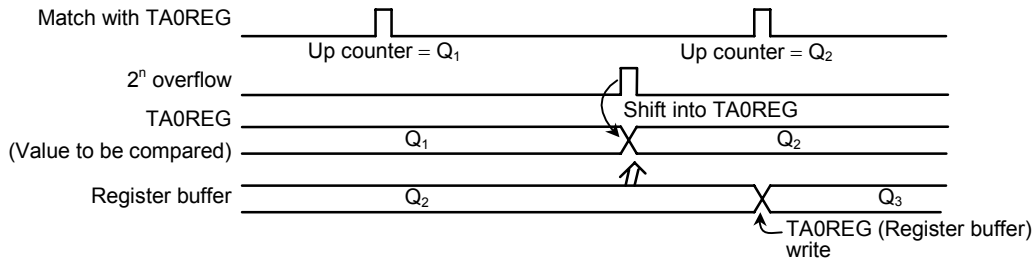 Match with TA0REG
Up counter = Q₁
Up counter = Q₂
2ⁿ overflow
Shift into TA0REG
TA0REG
(Value to be compared)
Q₁
Q₂
Register buffer
Q₂
Q₃
TA0REG (Register buffer)
write